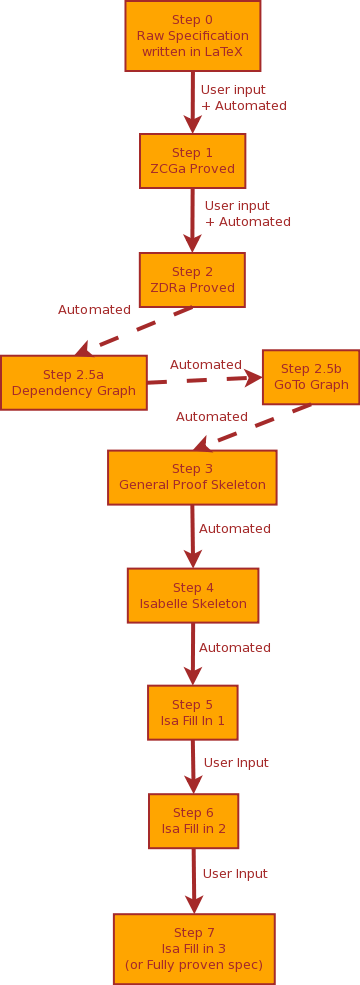 Step 0
Raw Specification
written in LaTeX
User input
+ Automated
Step 1
ZCGa Proved
User input
+ Automated
Step 2
ZDRa Proved
Automated
Step 2.5a
Dependency Graph
Automated
Step 2.5b
GoTo Graph
Automated
Step 3
General Proof Skeleton
Automated
Step 4
Isabelle Skeleton
Automated
Step 5
Isa Fill In 1
User Input
Step 6
Isa Fill in 2
User Input
Step 7
Isa Fill in 3
(or Fully proven spec)